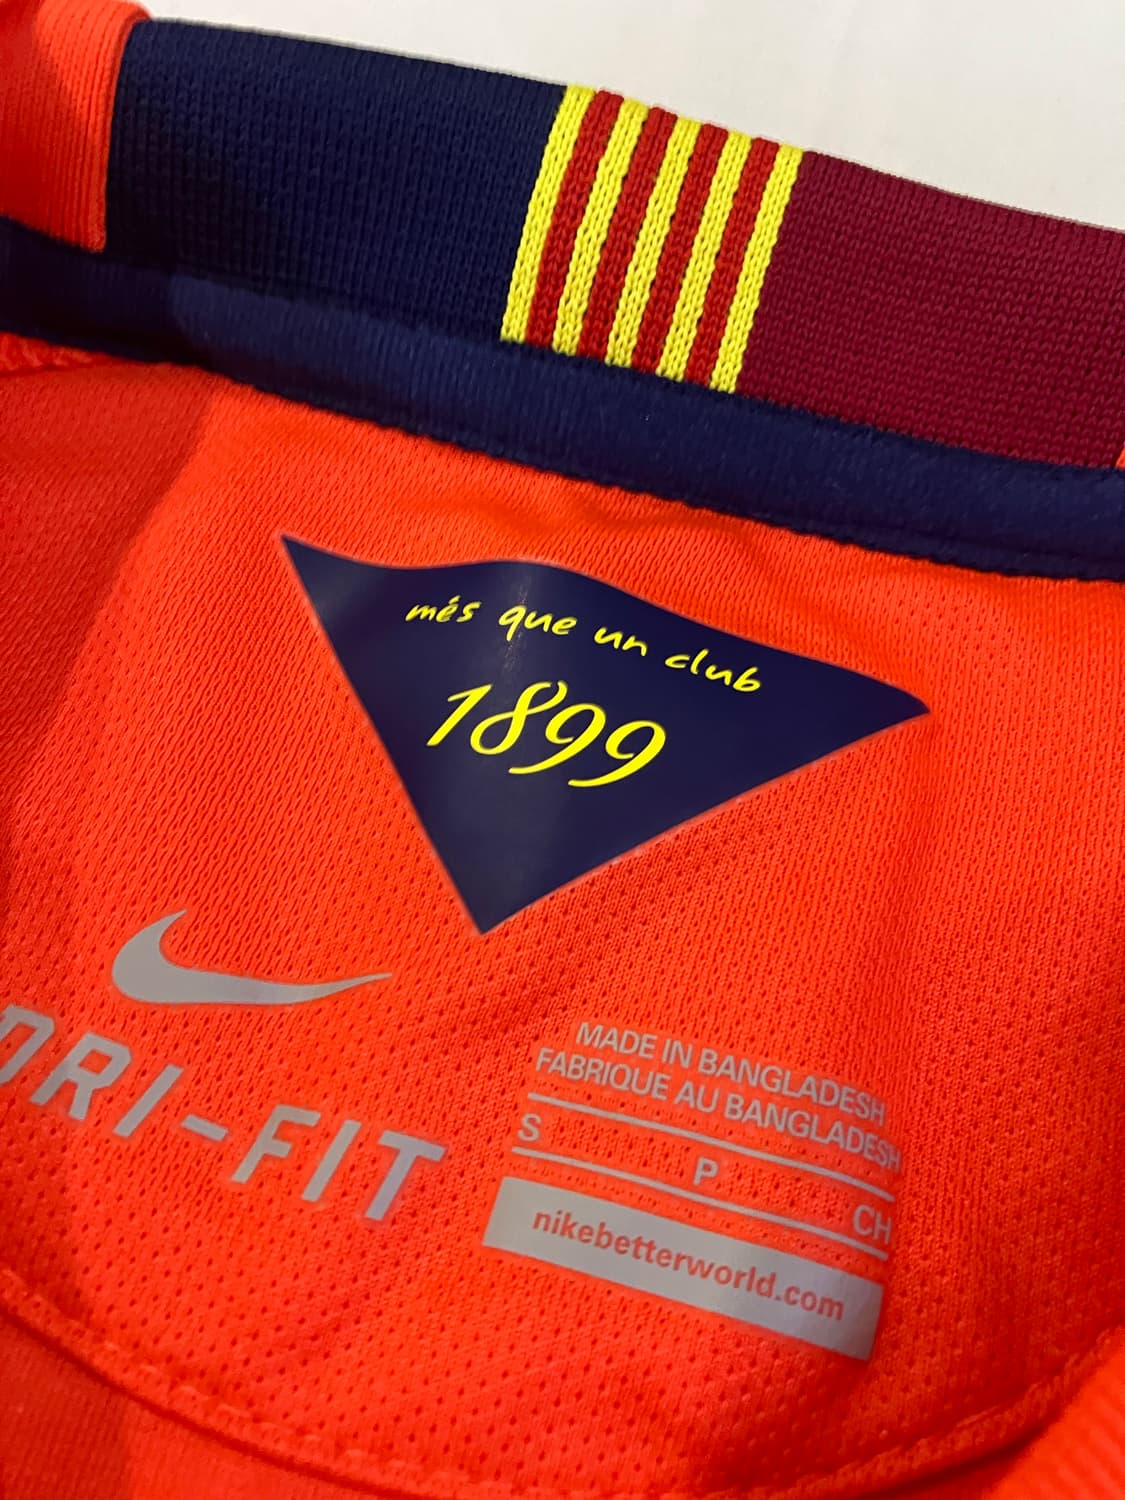 més que un club
1899
DRI-FIT
MADE IN BANGLADESH
FABRIQUE AU BANGLADESH
S P CH
nikebetterworld.com